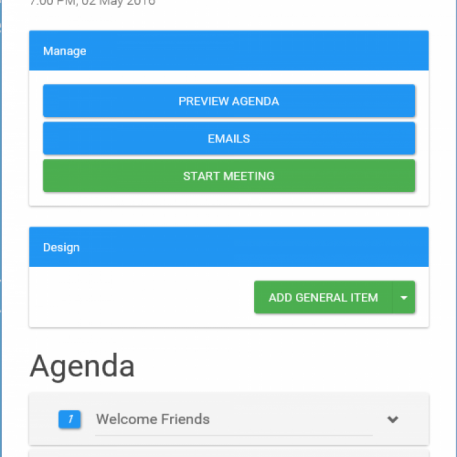 7:00 PM, 02 May 2016
Manage
PREVIEW AGENDA
EMAILS
START MEETING
Design
ADD GENERAL ITEM
Agenda
1 Welcome Friends